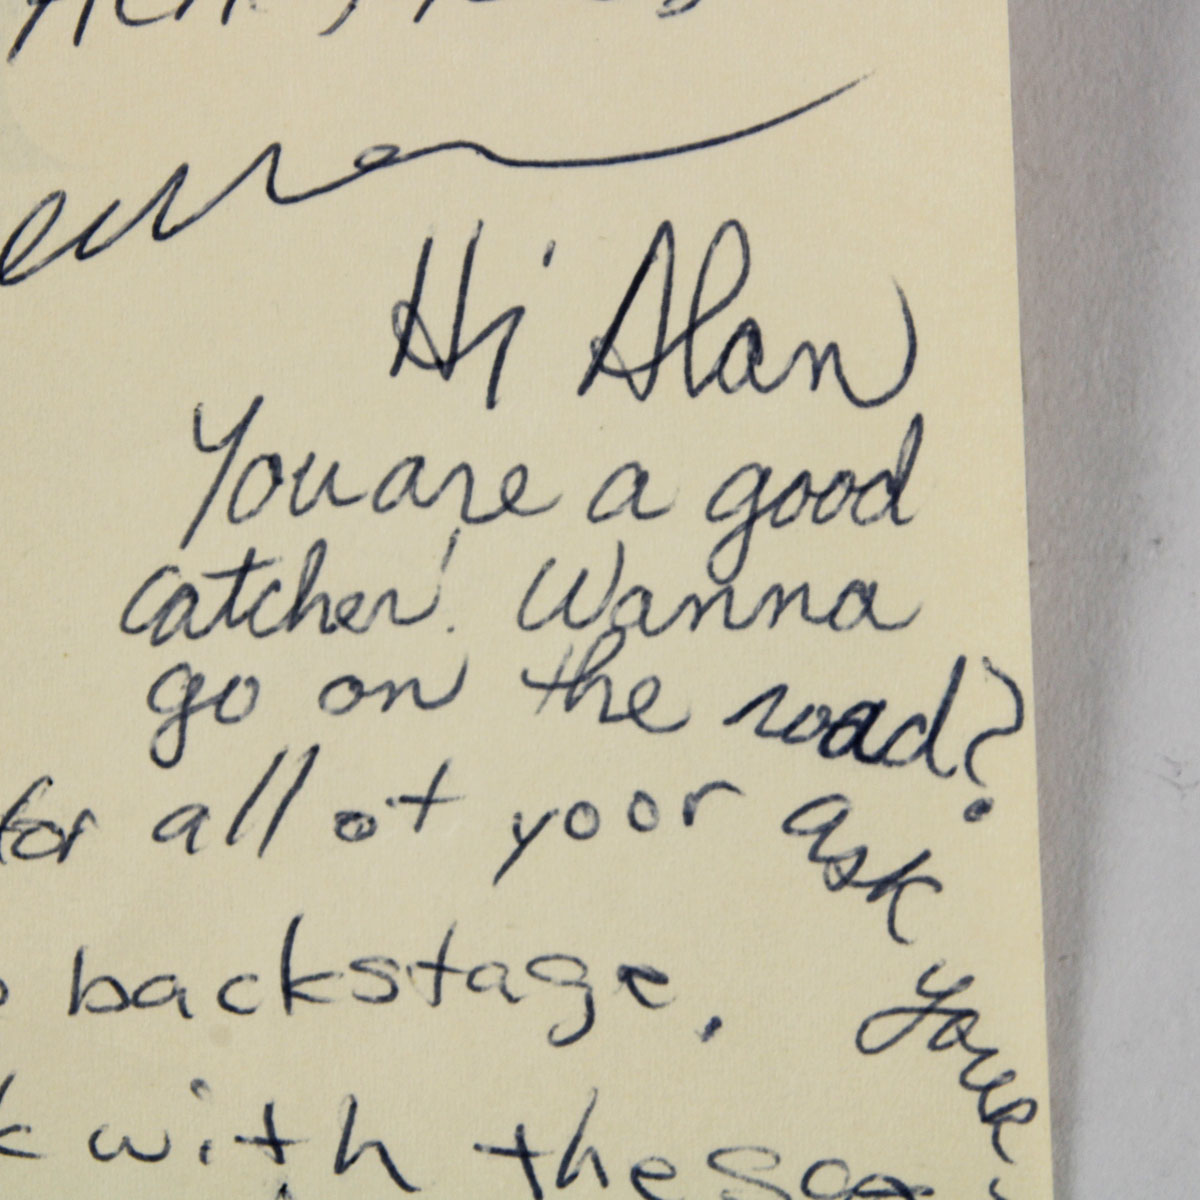 Hi Alan
You are a good
catcher! Wanna
go on the road?
for all of your
ask
your
backstage.
with the